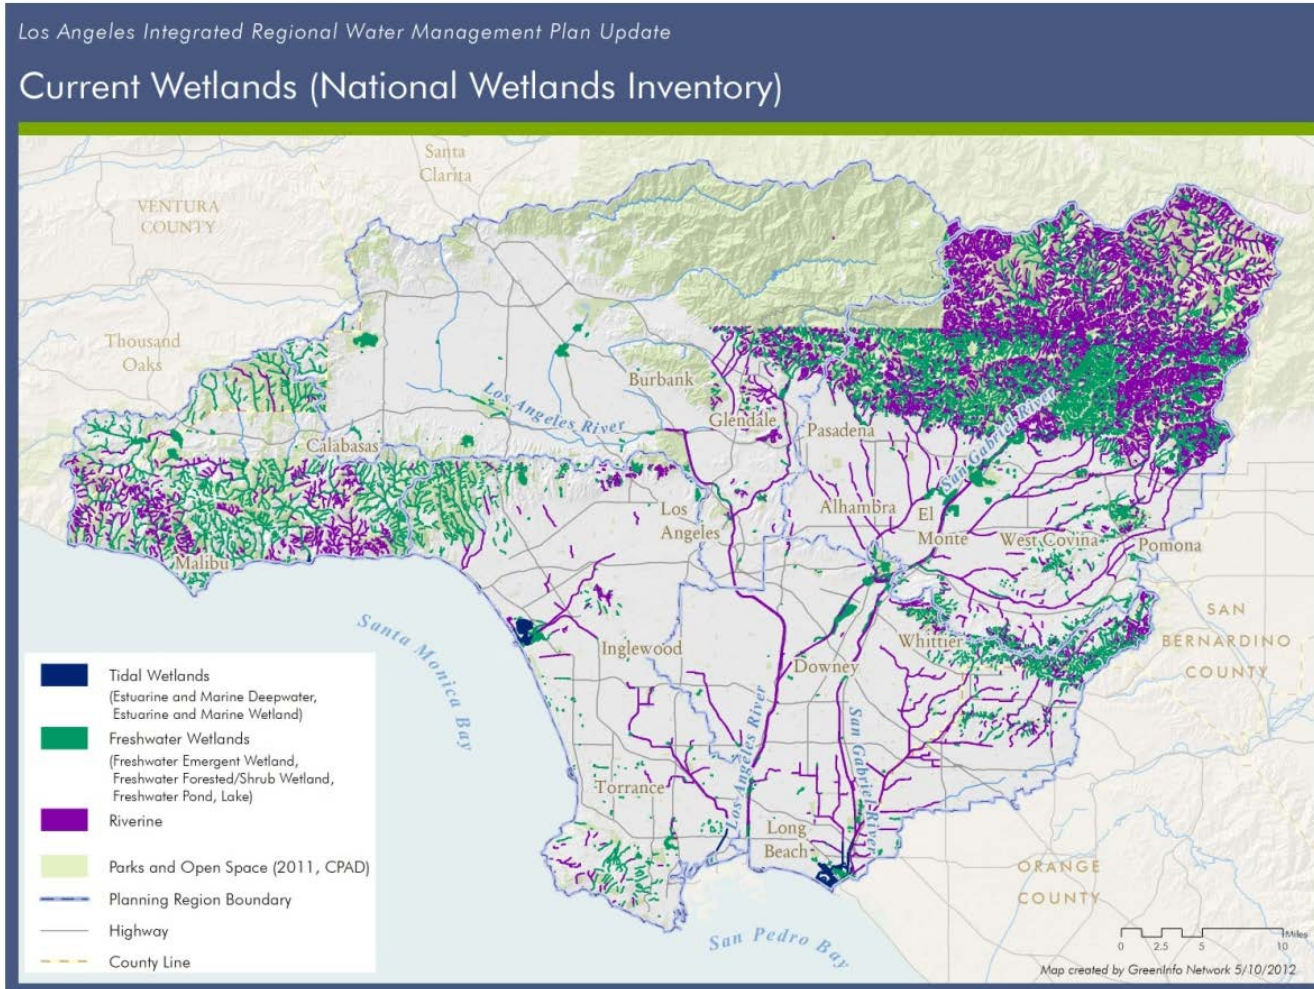 Los Angeles Integrated Regional Water Management Plan Update
Current Wetlands (National Wetlands Inventory)
Santa
Clarita
VENTURA
COUNTY
Thousand
Oaks
Burbank
Los Angeles River
Glendale
Pasadena
San Gabriel River
Calabasas
Los
Angeles
Alhambra
El
Monte
West Covina
Pomona
Malibu
Santa Monica Bay
Inglewood
Downey
Whittier
SAN
BERNARDINO
COUNTY
Los Angeles River
San Gabriel River
Torrance
Long
Beach
ORANGE
COUNTY
San Pedro Bay
Tidal Wetlands
(Estuarine and Marine Deepwater,
Estuarine and Marine Wetland)
Freshwater Wetlands
(Freshwater Emergent Wetland,
Freshwater Forested/Shrub Wetland,
Freshwater Pond, Lake)
Riverine
Parks and Open Space (2011, CPAD)
Planning Region Boundary
Highway
County Line
Miles
0 2.5 5 10
Map created by GreenInfo Network 5/10/2012